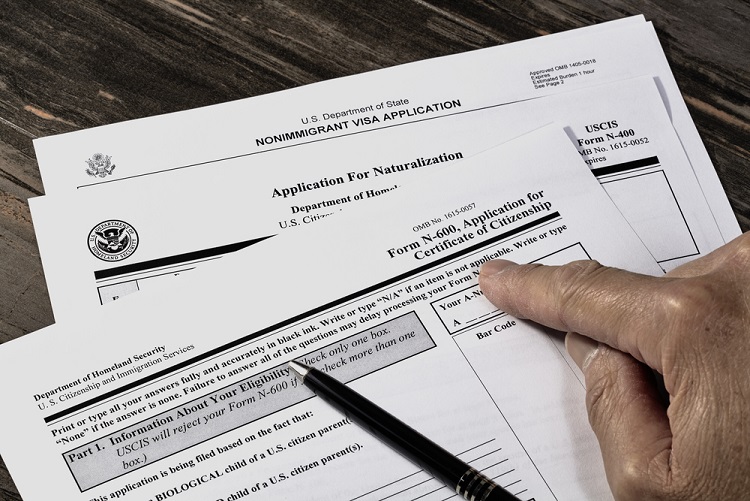 Approved OMB 1405-0018
Expires
Estimated Burden 1 hour
See Page 2
U.S. Department of State
NONIMMIGRANT VISA APPLICATION
USCIS
Form N-400
OMB No. 1615-0052
Expires
Application For Naturalization
Department of Homel
U.S. Citize
U.S. DEPARTMENT OF
HOMELAND SECURITY
OMB No. 1615-0057
Form N-600, Application for
Certificate of Citizenship
Department of Homeland Security
U.S. Citizenship and Immigration Services
Print or type all your answers fully and accurately in black ink. Write or type "N/A" if an item is not applicable. Write or type
"None" if the answer is none. Failure to answer all of the questions may delay processing your Form N
Part 1. Information About Your Eligibility Check only one box.
USCIS will reject your Form N-600 if check more than one
box.)
Your A-N
A
Bar Code
This application is being filed based on the fact that:
BIOLOGICAL child of a U.S. citizen parent(
child of a U.S. citizen parent(s).